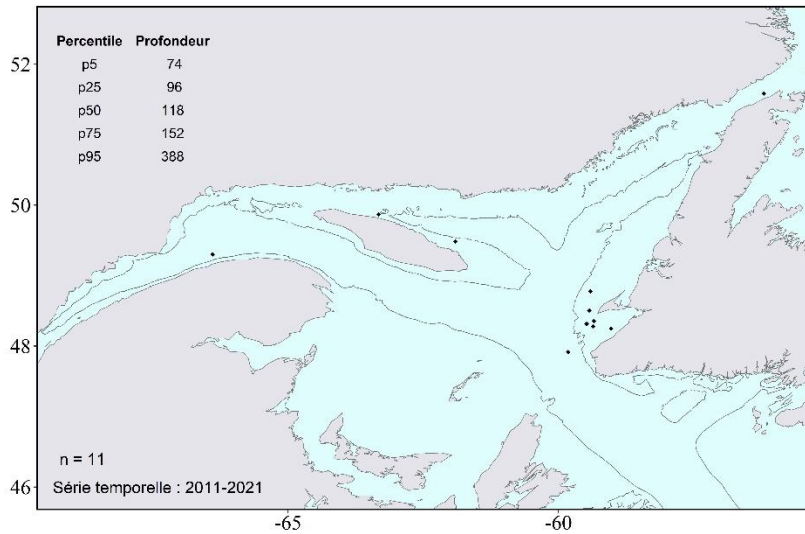 Percentile Profondeur
p5 74
p25 96
p50 118
p75 152
p95 388
52
50
48
46
n = 11
Série temporelle : 2011-2021
-65 -60